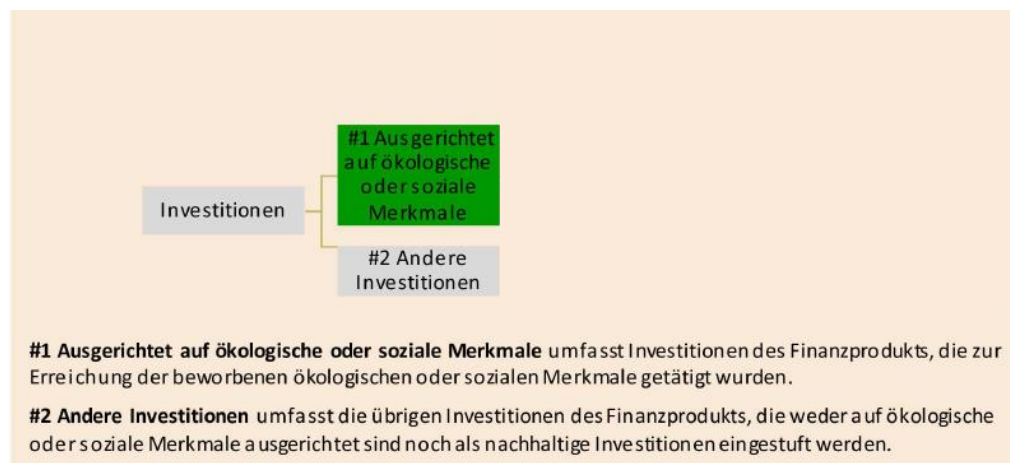 #1 Ausgerichtet
auf ökologische
oder soziale
Merkmale
Investitionen
#2 Andere
Investitionen
#1 Ausgerichtet auf ökologische oder soziale Merkmale umfasst Investitionen des Finanzprodukts, die zur
Erreichung der beworbenen ökologischen oder sozialen Merkmale getätigt wurden.
#2 Andere Investitionen umfasst die übrigen Investitionen des Finanzprodukts, die weder auf ökologische
oder soziale Merkmale ausgerichtet sind noch als nachhaltige Investitionen eingestuft werden.